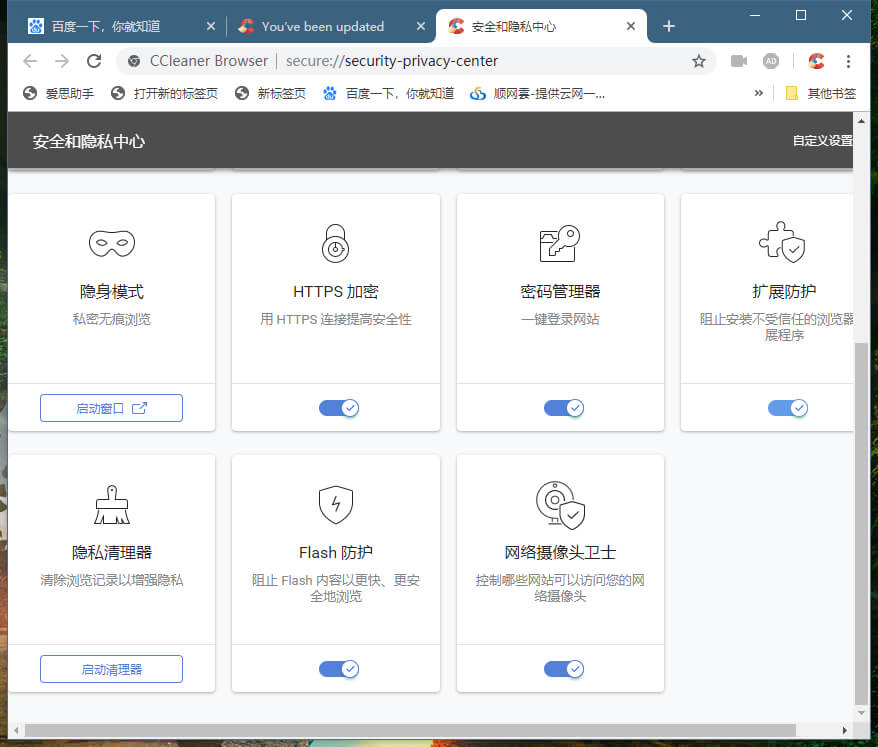 百度一下，你就知道
You've been updated
安全和隐私中心
CCleaner Browser
secure://security-privacy-center
AD
爱思助手
打开新的标签页
新标签页
百度一下，你就知道
顺网雲-提供云网一...
»
其他书签
安全和隐私中心
自定义设置
隐身模式
私密无痕浏览
启动窗口
HTTPS 加密
用 HTTPS 连接提高安全性
密码管理器
一键登录网站
扩展防护
阻止安装不受信任的浏览器
展程序
隐私清理器
清除浏览记录以增强隐私
启动清理器
Flash 防护
阻止 Flash 内容以更快、更安
全地浏览
网络摄像头卫士
控制哪些网站可以访问您的网
络摄像头